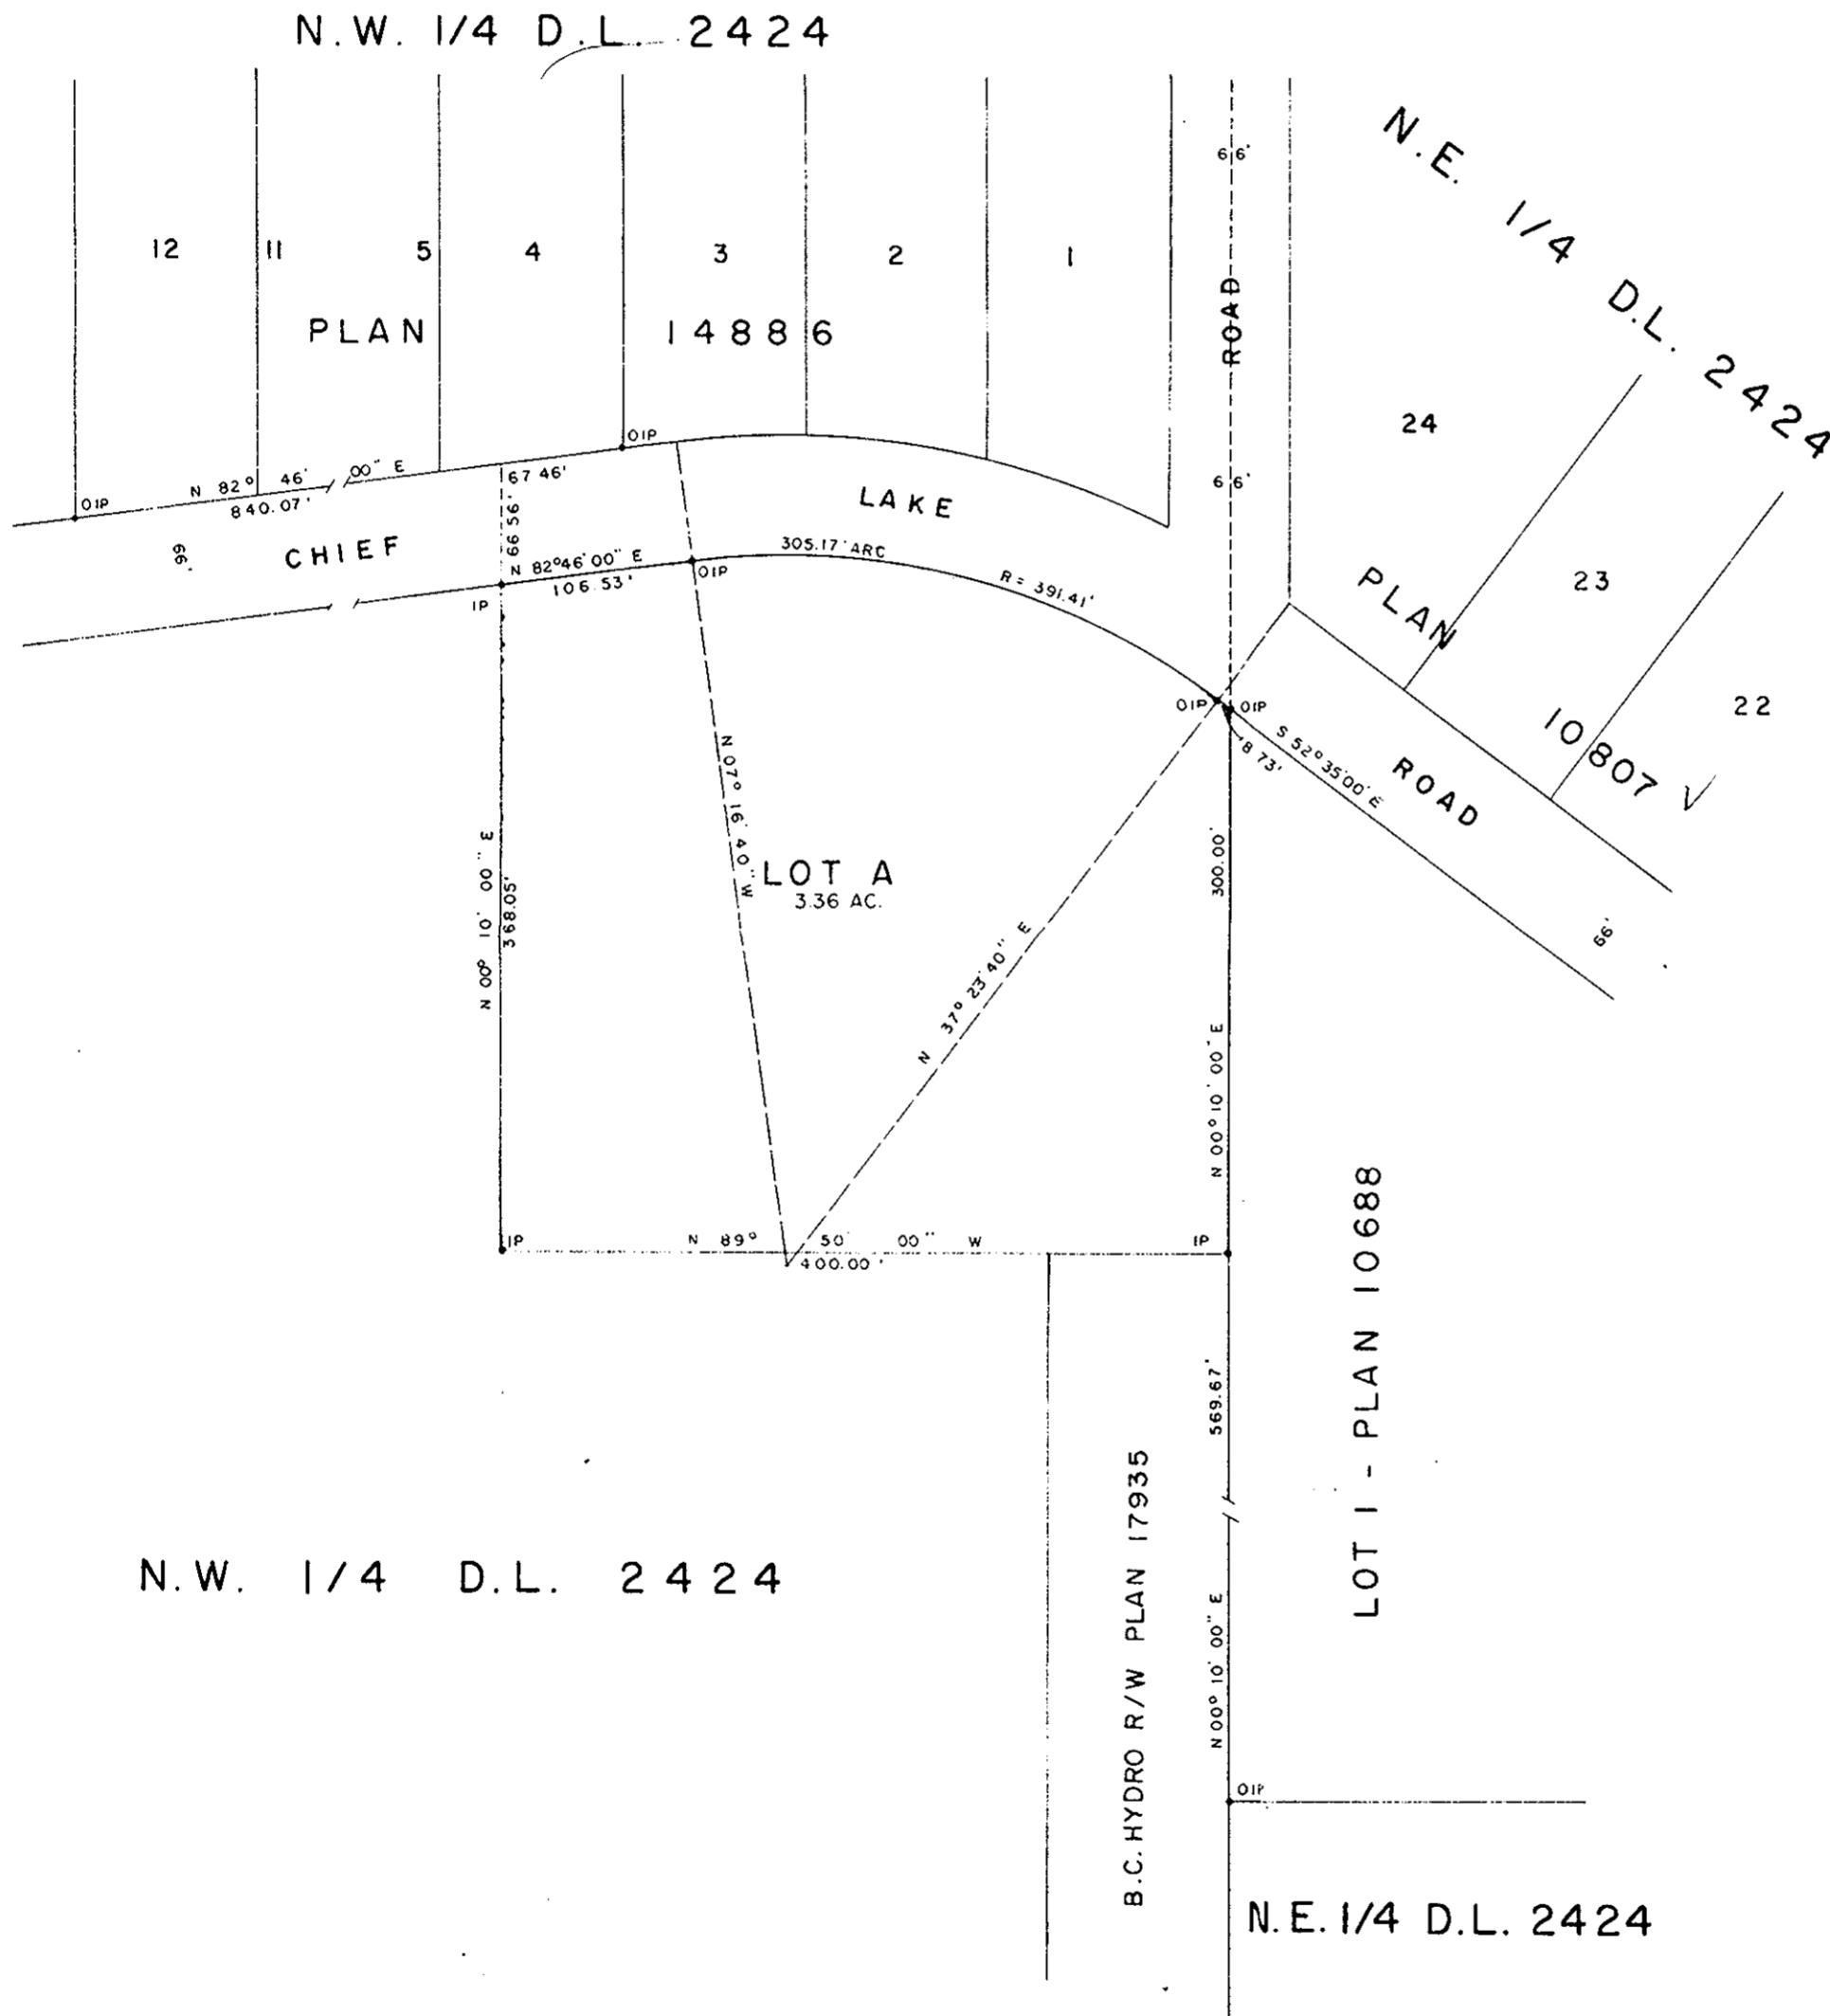 N.W. 1/4 D.L. 2424
N.E. 1/4 D.L. 2424
66'
12
11
5
4
3
2
1
ROAD
PLAN 14886
24
OIP
67 46'
66'
N 82° 46' 00" E
840.07'
OIP
LAKE
66 56'
305.17' ARC
CHIEF
66'
N 82°46'00" E
106.53'
OIP
R = 391.41'
IP
PLAN 10807
23
22
OIP
OIP
8 73'
S 52°35'00" E
ROAD
66'
N 07° 16' 40" W
N 00° 10' 00" E
368.05'
LOT A
3.36 AC.
300.00'
N 37° 23' 40" E
N 00° 10' 00" E
IP
N 89° 50' 00" W
400.00'
IP
LOT 1 - PLAN 10688
569.67'
B.C. HYDRO R/W PLAN 17935
N.W. 1/4 D.L. 2424
N 00° 10' 00" E
OIP
N.E. 1/4 D.L. 2424